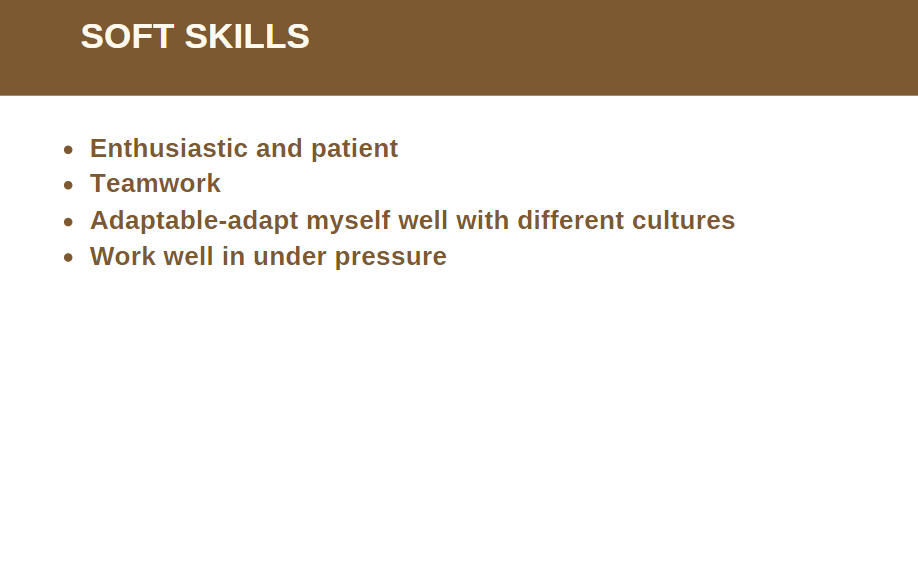 SOFT SKILLS
• Enthusiastic and patient
• Teamwork
• Adaptable-adapt myself well with different cultures
• Work well in under pressure